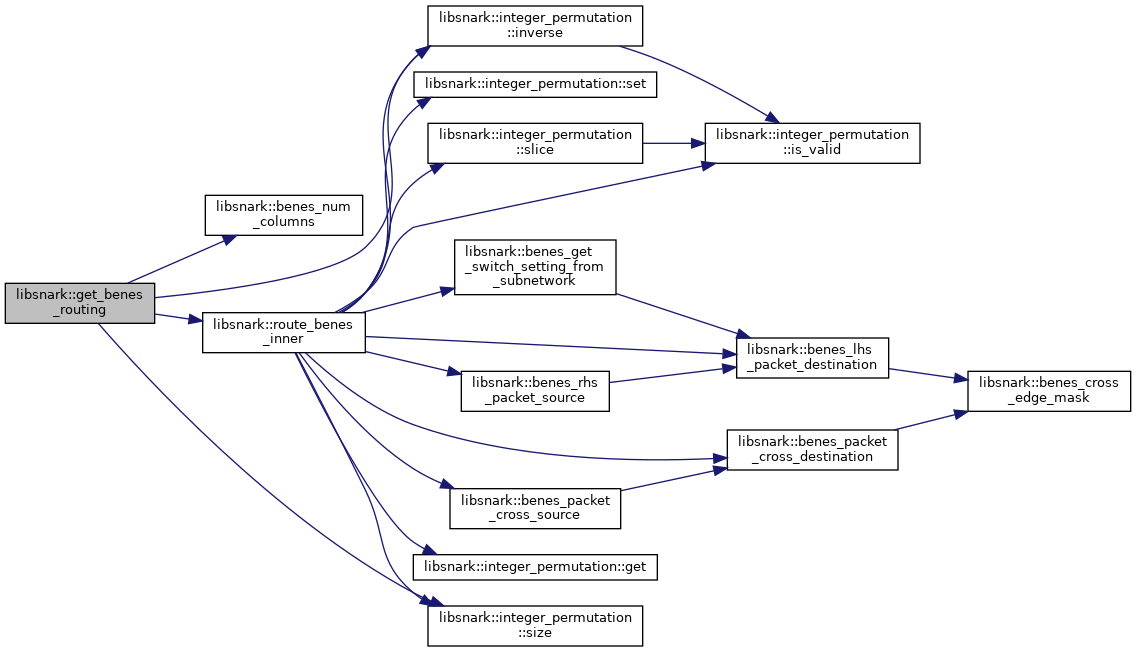 libsnark::integer_permutation
::inverse
libsnark::integer_permutation::set
libsnark::integer_permutation
::slice
libsnark::integer_permutation
::is_valid
libsnark::benes_num
_columns
libsnark::benes_get
_switch_setting_from
_subnetwork
libsnark::get_benes
_routing
libsnark::route_benes
_inner
libsnark::benes_lhs
_packet_destination
libsnark::benes_rhs
_packet_source
libsnark::benes_cross
_edge_mask
libsnark::benes_packet
_cross_destination
libsnark::benes_packet
_cross_source
libsnark::integer_permutation::get
libsnark::integer_permutation
::size